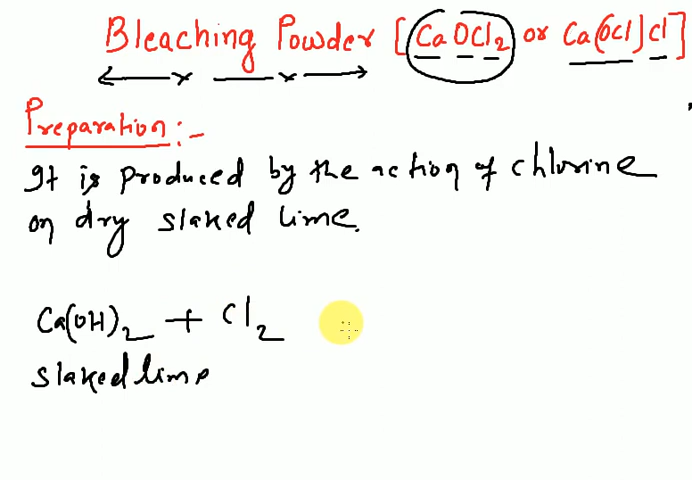 Bleaching Powder [CaOCl₂ or Ca(OCl)Cl]
Preparation:-
It is produced by the action of chlorine
on dry slaked lime.
Ca(OH)₂ + Cl₂
slaked lime